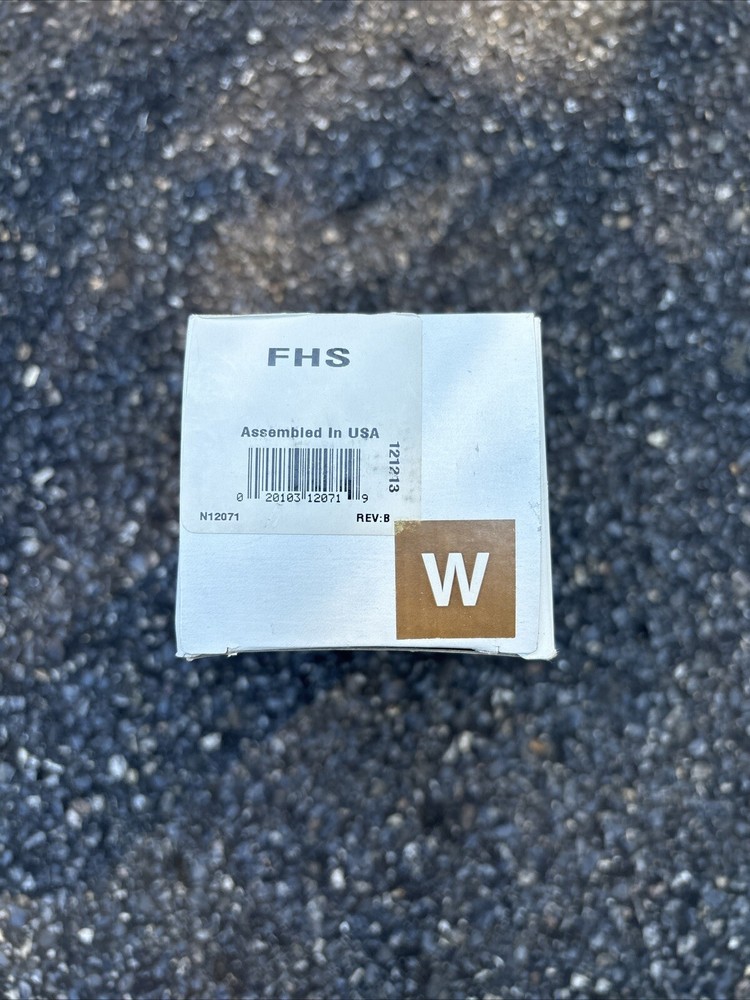 FHS
Assembled In USA
121213
0 20103 12071 9
N12071 REV:B
W